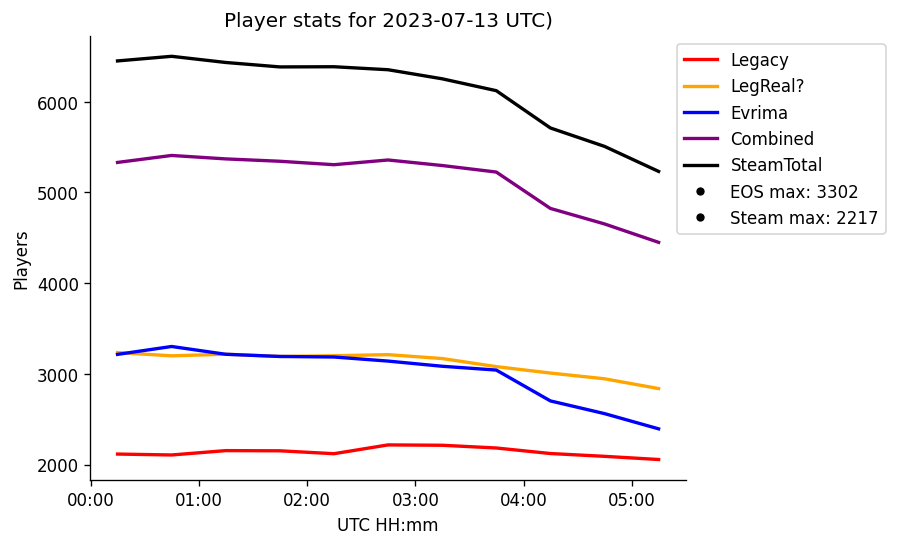 Player stats for 2023-07-13 UTC)
Legacy
LegReal?
Evrima
Combined
SteamTotal
EOS max: 3302
Steam max: 2217
Players
6000
5000
4000
3000
2000
00:00 01:00 02:00 03:00 04:00 05:00
UTC HH:mm